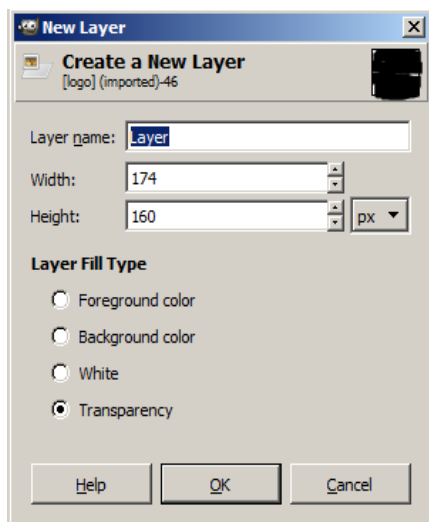 New Layer
Create a New Layer
[logo] (imported)-46
Layer name: Layer
Width: 174
Height: 160 px
Layer Fill Type
Foreground color
Background color
White
Transparency
Help OK Cancel